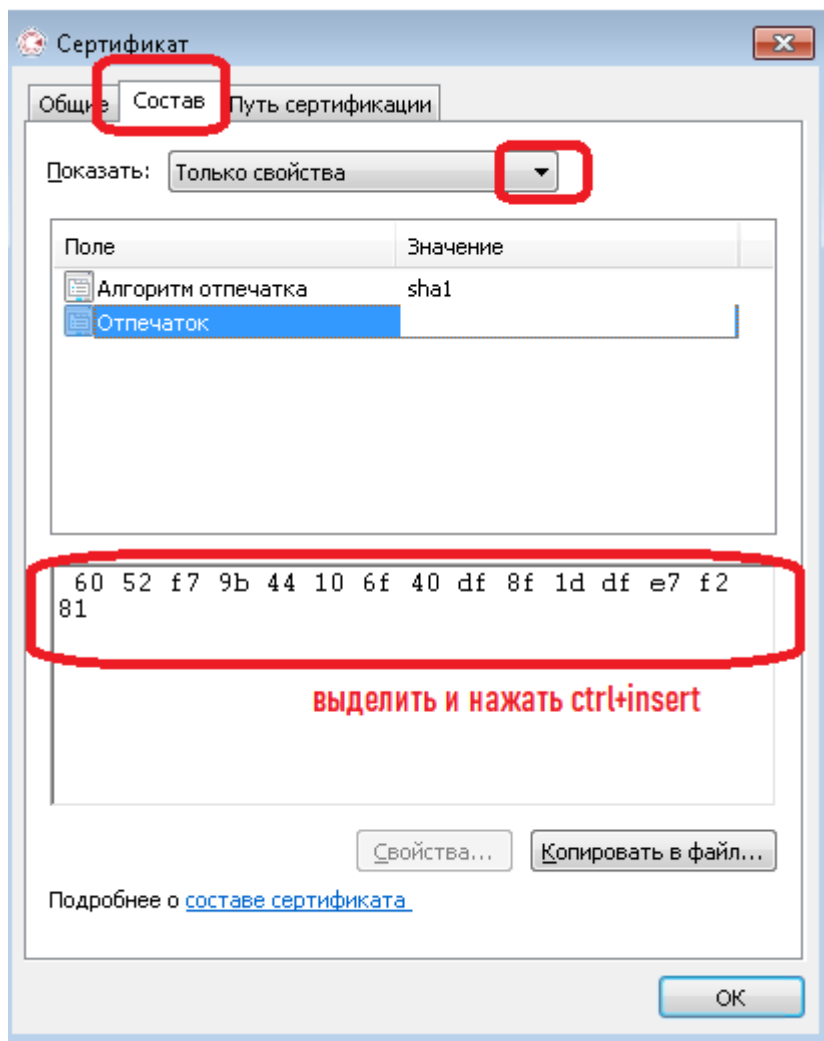 Сертификат
Общие Состав Путь сертификации
Показать: Только свойства
Поле Значение
Алгоритм отпечатка sha1
Отпечаток
60 52 f7 9b 44 10 6f 40 df 8f 1d df e7 f2
81
выделить и нажать ctrl+insert
Свойства... Копировать в файл...
Подробнее о составе сертификата
ОК